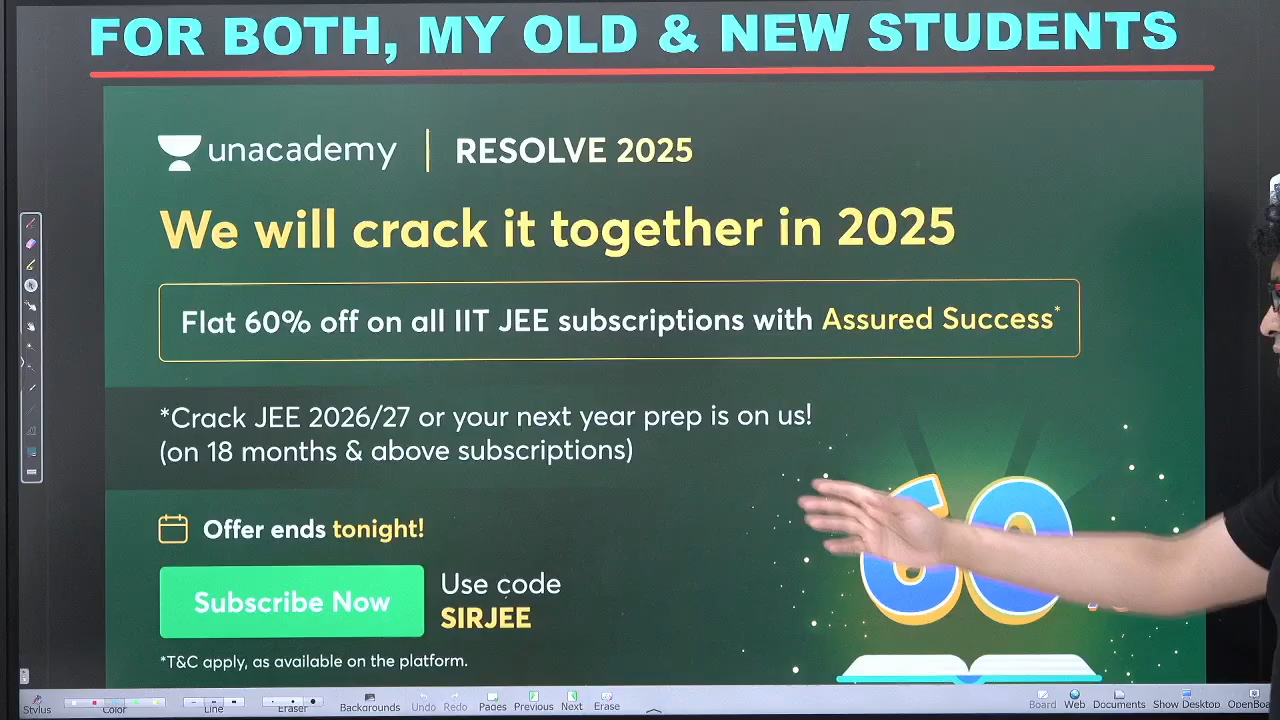 FOR BOTH, MY OLD & NEW STUDENTS
unacademy | RESOLVE 2025
We will crack it together in 2025
Flat 60% off on all IIT JEE subscriptions with Assured Success*
*Crack JEE 2026/27 or your next year prep is on us!
(on 18 months & above subscriptions)
Offer ends tonight!
60
Subscribe Now
Use code
SIRJEE
*T&C apply, as available on the platform.
Stylus Color Line Eraser Backgrounds Undo Redo Pages Previous Next Erase Board Web Documents Show Desktop